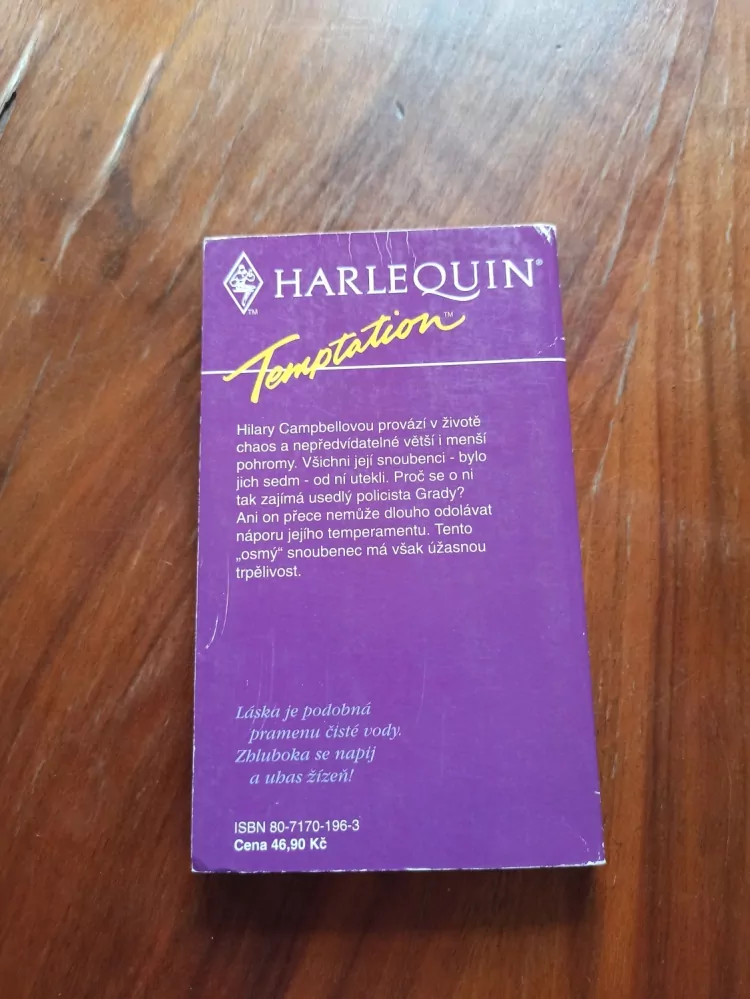 HARLEQUIN®
™
Temptation™
Hilary Campbellovou provází v životě
chaos a nepředvídatelné větší i menší
pohromy. Všichni její snoubenci - bylo
jich sedm - od ní utekli. Proč se o ni
tak zajímá usedlý policista Grady?
Ani on přece nemůže dlouho odolávat
náporu jejího temperamentu. Tento
„osmý“ snoubenec má však úžasnou
trpělivost.
Láska je podobná
pramenu čisté vody.
Zhluboka se napij
a uhas žízeň!
ISBN 80-7170-196-3
Cena 46,90 Kč